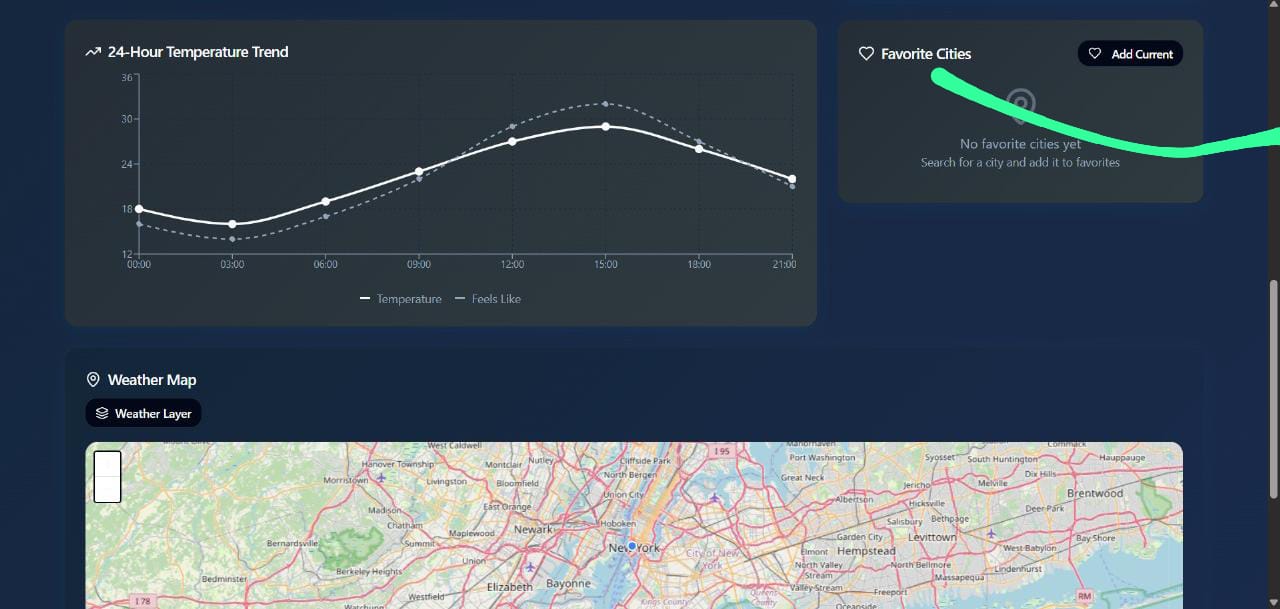 24-Hour Temperature Trend
36
30
24
18
12
00:00 03:00 06:00 09:00 12:00 15:00 18:00 21:00
Temperature Feels Like
Favorite Cities
Add Current
No favorite cities yet
Search for a city and add it to favorites
Weather Map
Weather Layer
West Caldwell
Manorhaven
Commack
Hanover Township
Montclair
Nutley
Cliffside Park
I 95
Port Washington
Syosset
South Huntington
Hauppauge
Morristown
Livingston
Bloomfield
North Bergen
Great Neck
Jericho
Melville
Dix Hills
Brentwood
Madison
East Orange
Union City
Albertson
Hicksville
Deer Park
Chatham
Maplewood
Newark
Hoboken
Salisbury
Bethpage
Bernardsville
Summit
New York
City of New York
Garden City
Levittown
Bay Shore
Elmont
Hempstead
West Babylon
Berkeley Heights
Union
North Valley Stream
North Bellmore
Lindenhurst
Bedminster
Elizabeth
Bayonne
Massapequa
Valley Stream
Freeport
Westfield
Queens County
Kings County
I 78
RM
Watchung
Oceanside